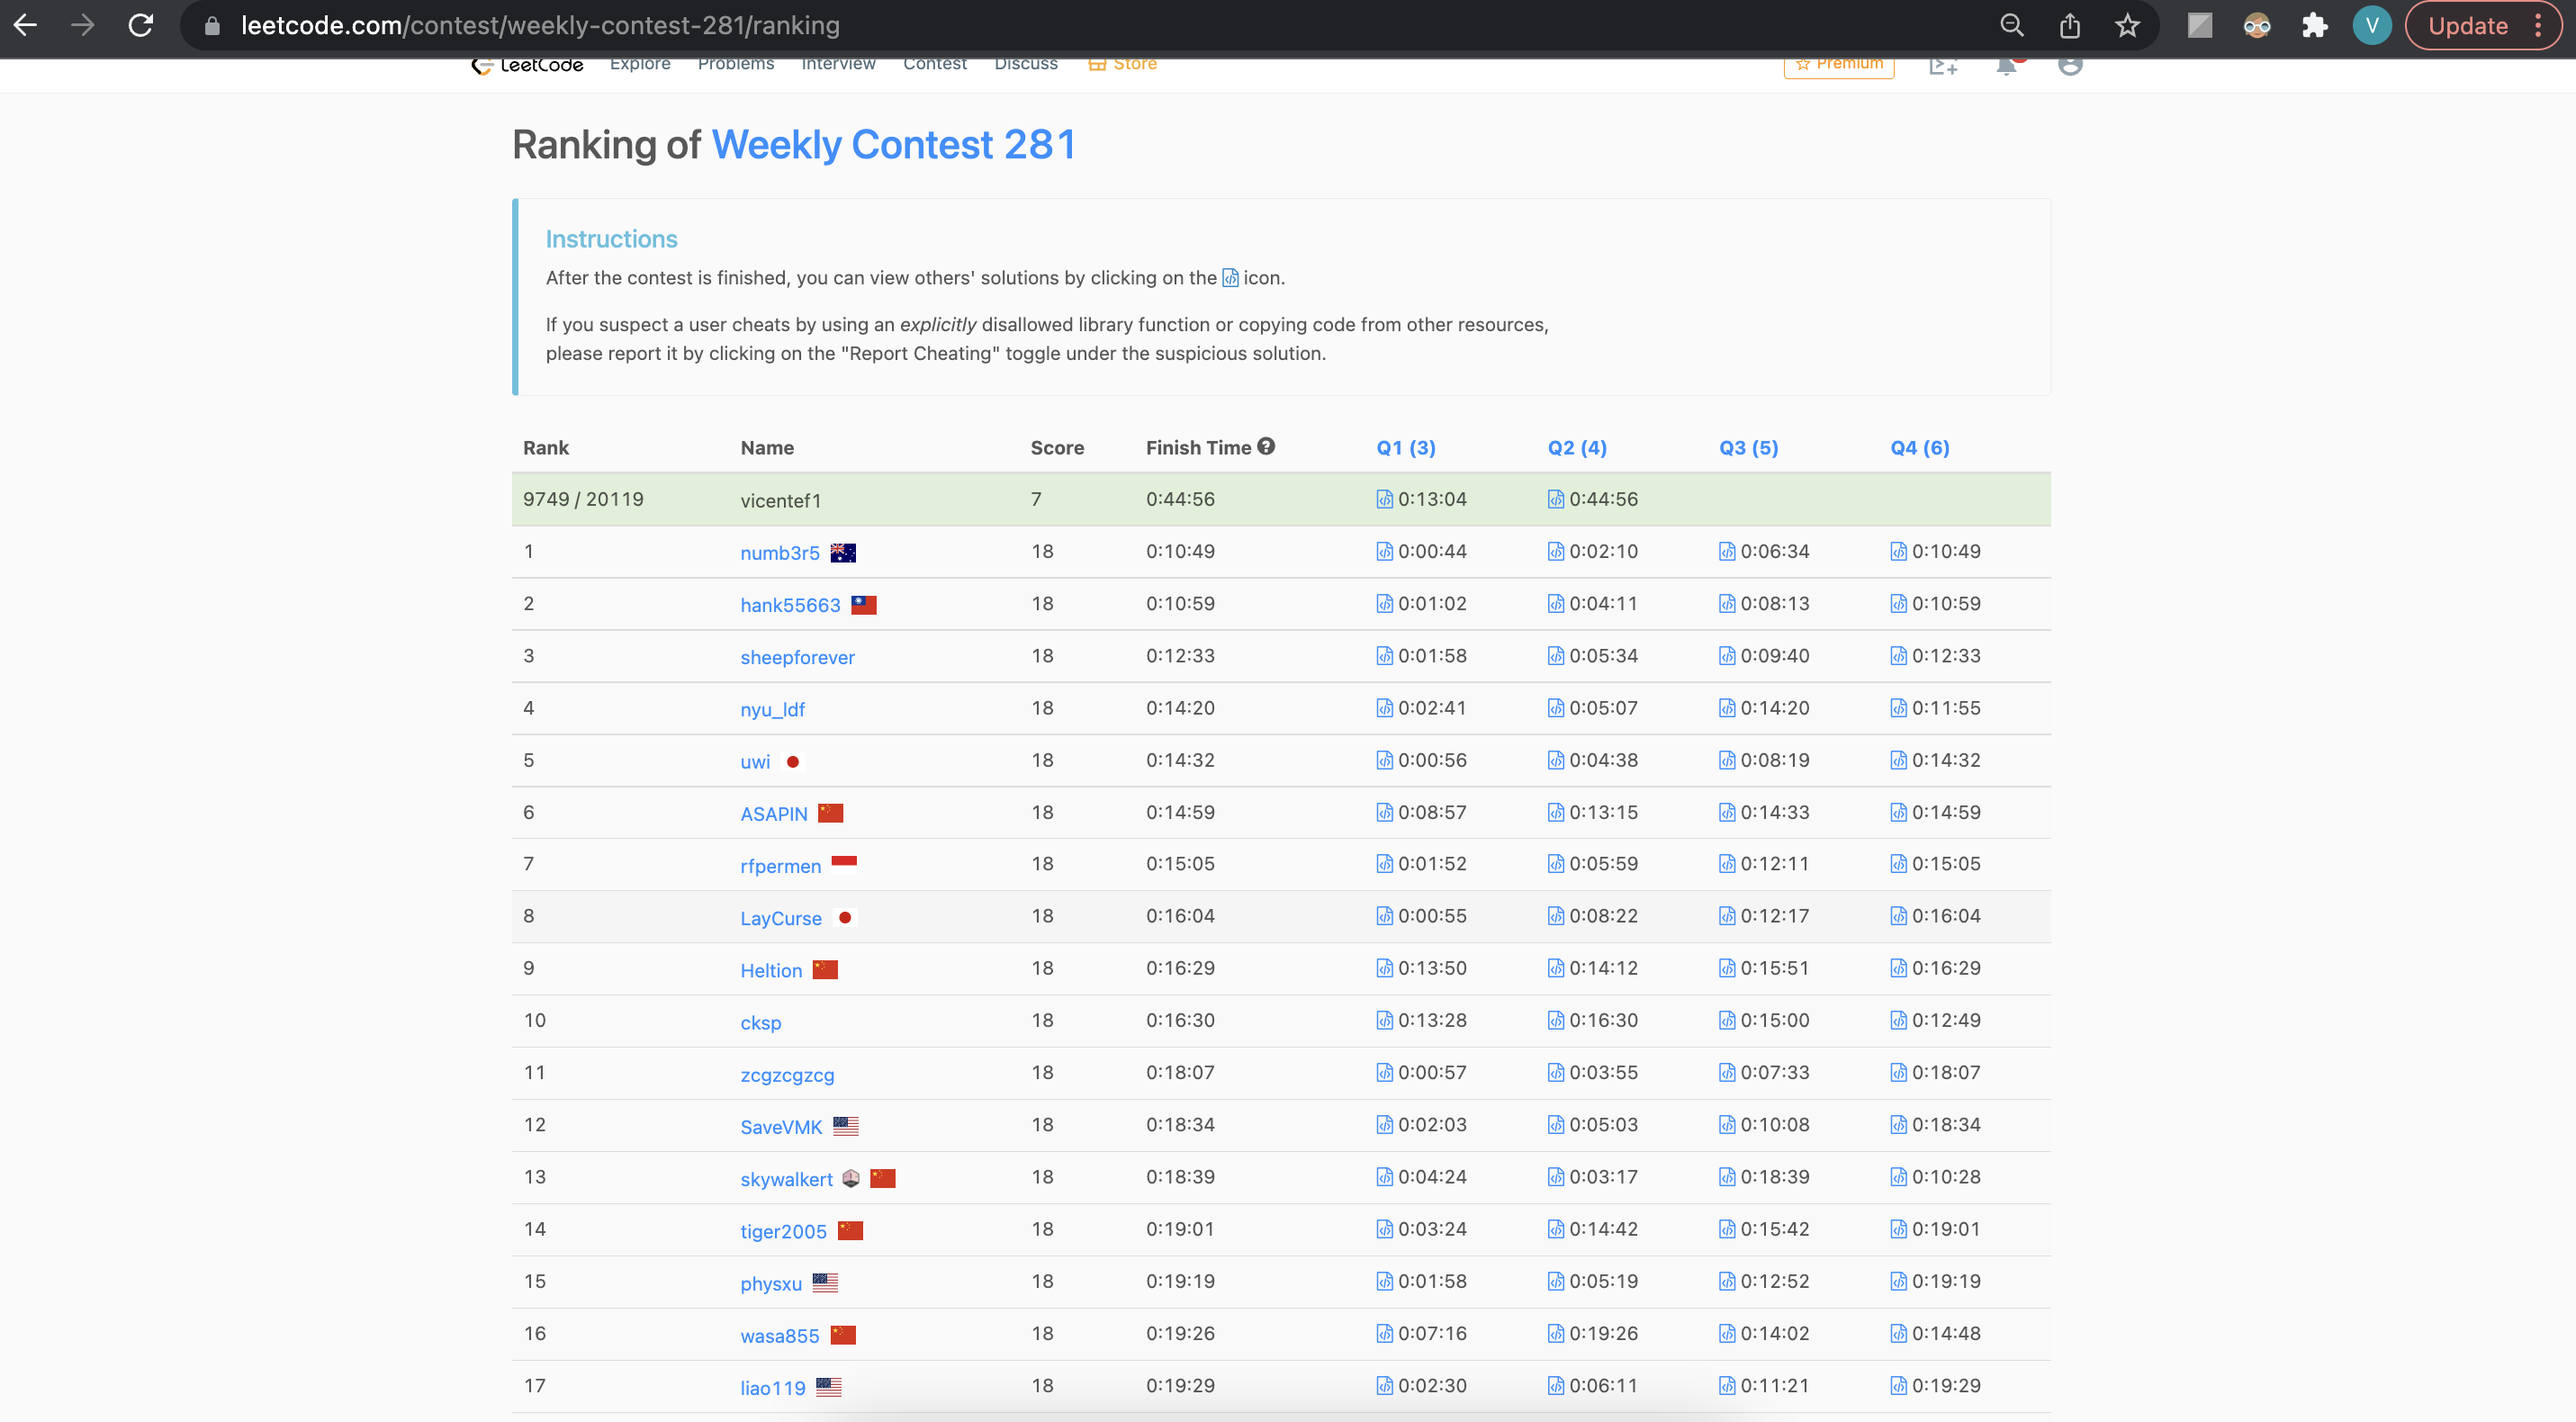 leetcode.com/contest/weekly-contest-281/ranking V Update
LeetCode Explore Problems Interview Contest Discuss Store Premium
Ranking of Weekly Contest 281
Instructions
After the contest is finished, you can view others' solutions by clicking on the icon.
If you suspect a user cheats by using an explicitly disallowed library function or copying code from other resources,
please report it by clicking on the "Report Cheating" toggle under the suspicious solution.
Rank Name Score Finish Time Q1 (3) Q2 (4) Q3 (5) Q4 (6)
9749 / 20119 vicentef1 7 0:44:56 0:13:04 0:44:56
1 numb3r5 18 0:10:49 0:00:44 0:02:10 0:06:34 0:10:49
2 hank55663 18 0:10:59 0:01:02 0:04:11 0:08:13 0:10:59
3 sheepforever 18 0:12:33 0:01:58 0:05:34 0:09:40 0:12:33
4 nyu_ldf 18 0:14:20 0:02:41 0:05:07 0:14:20 0:11:55
5 uwi 18 0:14:32 0:00:56 0:04:38 0:08:19 0:14:32
6 ASAPIN 18 0:14:59 0:08:57 0:13:15 0:14:33 0:14:59
7 rfpermen 18 0:15:05 0:01:52 0:05:59 0:12:11 0:15:05
8 LayCurse 18 0:16:04 0:00:55 0:08:22 0:12:17 0:16:04
9 Heltion 18 0:16:29 0:13:50 0:14:12 0:15:51 0:16:29
10 cksp 18 0:16:30 0:13:28 0:16:30 0:15:00 0:12:49
11 zcgzcgzcg 18 0:18:07 0:00:57 0:03:55 0:07:33 0:18:07
12 SaveVMK 18 0:18:34 0:02:03 0:05:03 0:10:08 0:18:34
13 skywalkert 18 0:18:39 0:04:24 0:03:17 0:18:39 0:10:28
14 tiger2005 18 0:19:01 0:03:24 0:14:42 0:15:42 0:19:01
15 physxu 18 0:19:19 0:01:58 0:05:19 0:12:52 0:19:19
16 wasa855 18 0:19:26 0:07:16 0:19:26 0:14:02 0:14:48
17 liao119 18 0:19:29 0:02:30 0:06:11 0:11:21 0:19:29